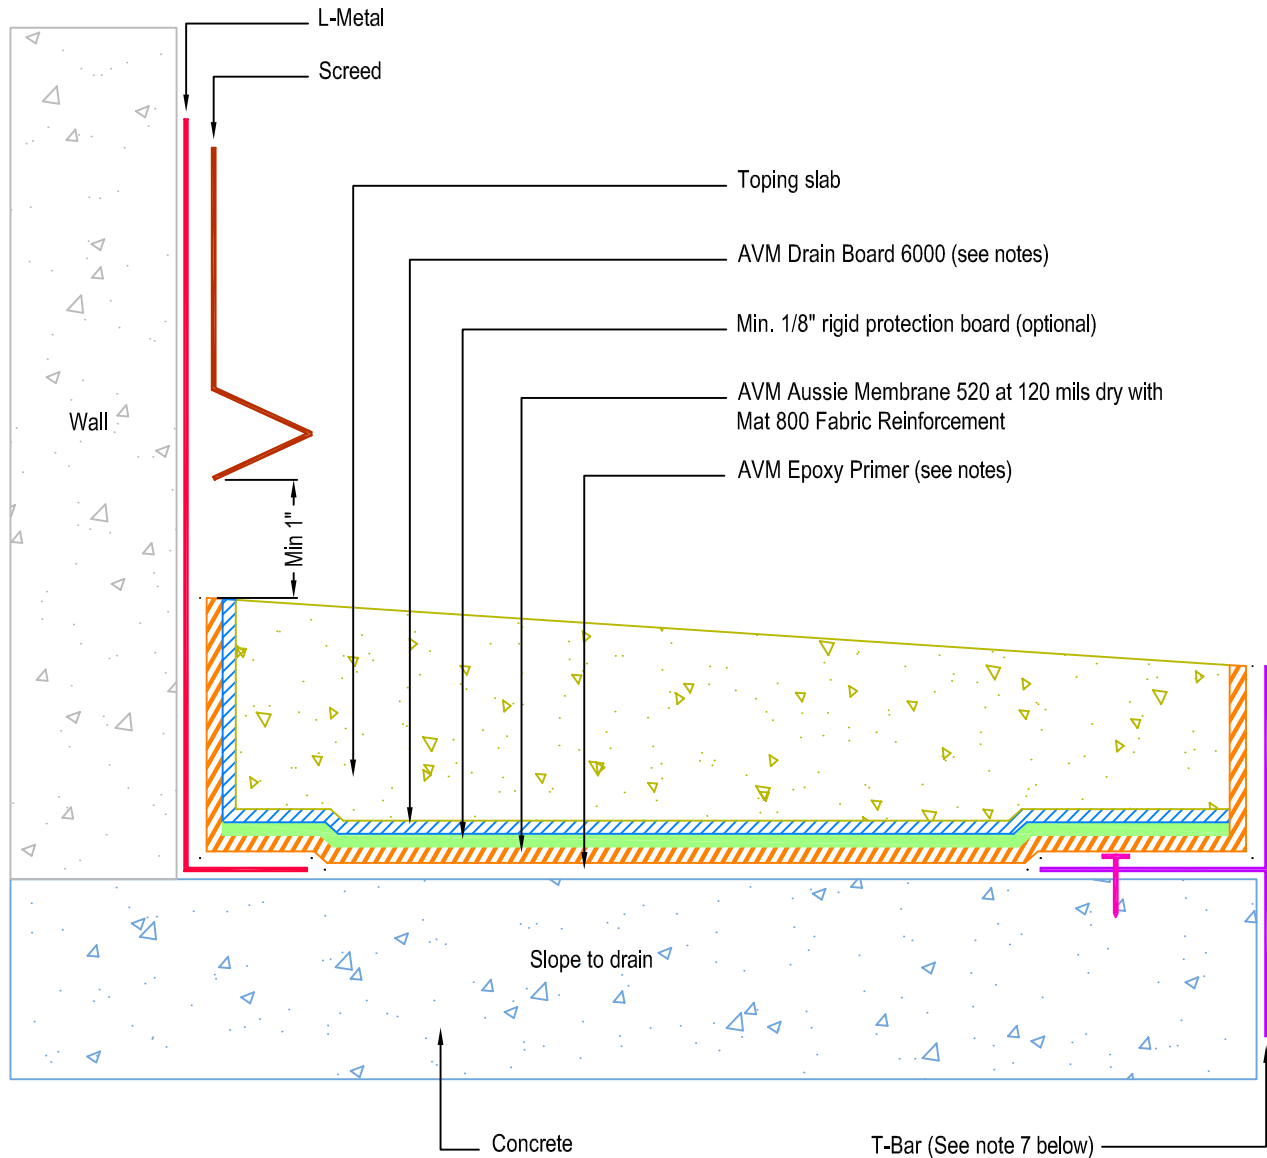 L-Metal
Screed
Toping slab
AVM Drain Board 6000 (see notes)
Min. 1/8" rigid protection board (optional)
AVM Aussie Membrane 520 at 120 mils dry with
Mat 800 Fabric Reinforcement
Wall
AVM Epoxy Primer (see notes)
Min 1"
Slope to drain
Concrete
T-Bar (See note 7 below)